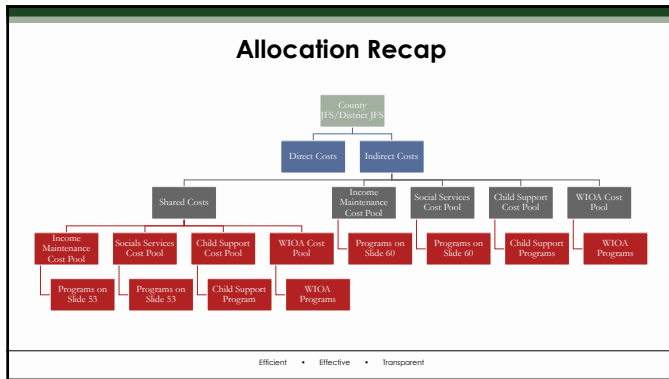 Allocation Recap
County
JFS/District JFS
Direct Costs
Indirect Costs
Shared Costs
Income
Maintenance
Cost Pool
Social Services
Cost Pool
Child Support
Cost Pool
WIOA Cost
Pool
Income
Maintenance
Cost Pool
Socials Services
Cost Pool
Child Support
Cost Pool
WIOA Cost
Pool
Programs on
Slide 60
Programs on
Slide 60
Child Support
Programs
WIOA
Programs
Programs on
Slide 53
Programs on
Slide 53
Child Support
Program
WIOA
Programs
Efficient • Effective • Transparent